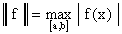 ‖ f ‖ = max | f(x) |
[a,b]